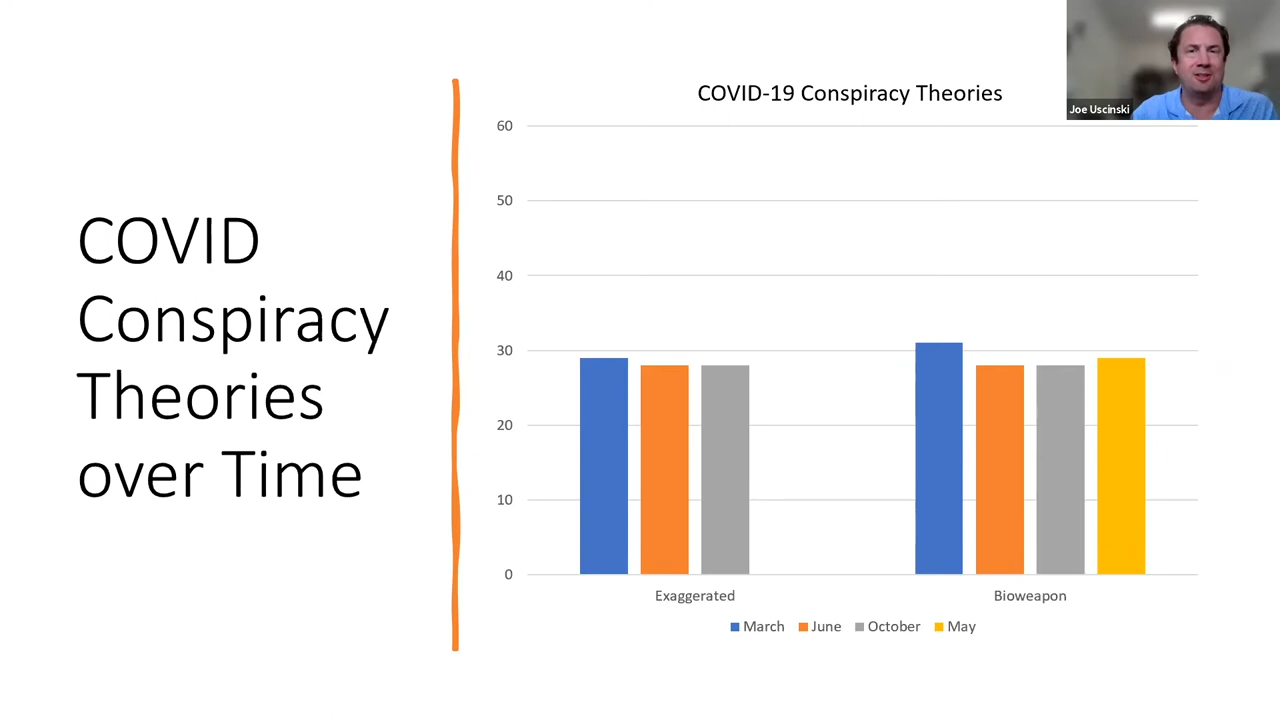 COVID
Conspiracy
Theories
over Time
COVID-19 Conspiracy Theories
60
50
40
30
20
10
0
Exaggerated Bioweapon
March June October May
Joe Uscinski